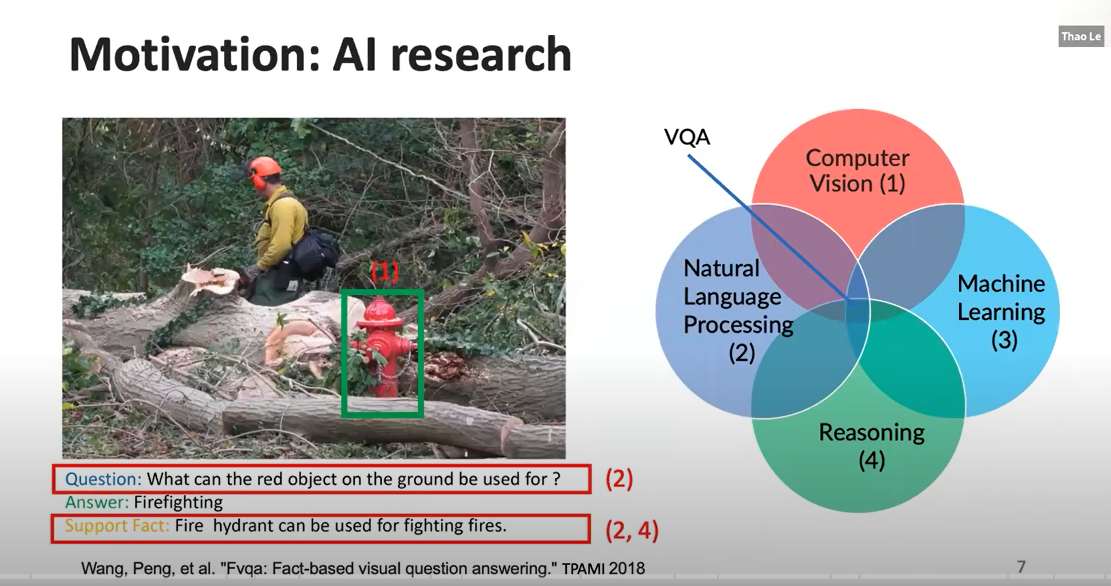 Thao Le
Motivation: AI research
(1)
Question: What can the red object on the ground be used for ?
(2)
Answer: Firefighting
Support Fact: Fire hydrant can be used for fighting fires.
(2, 4)
VQA
Computer
Vision (1)
Natural
Language
Processing
(2)
Machine
Learning
(3)
Reasoning
(4)
Wang, Peng, et al. "Fvqa: Fact-based visual question answering." TPAMI 2018
7